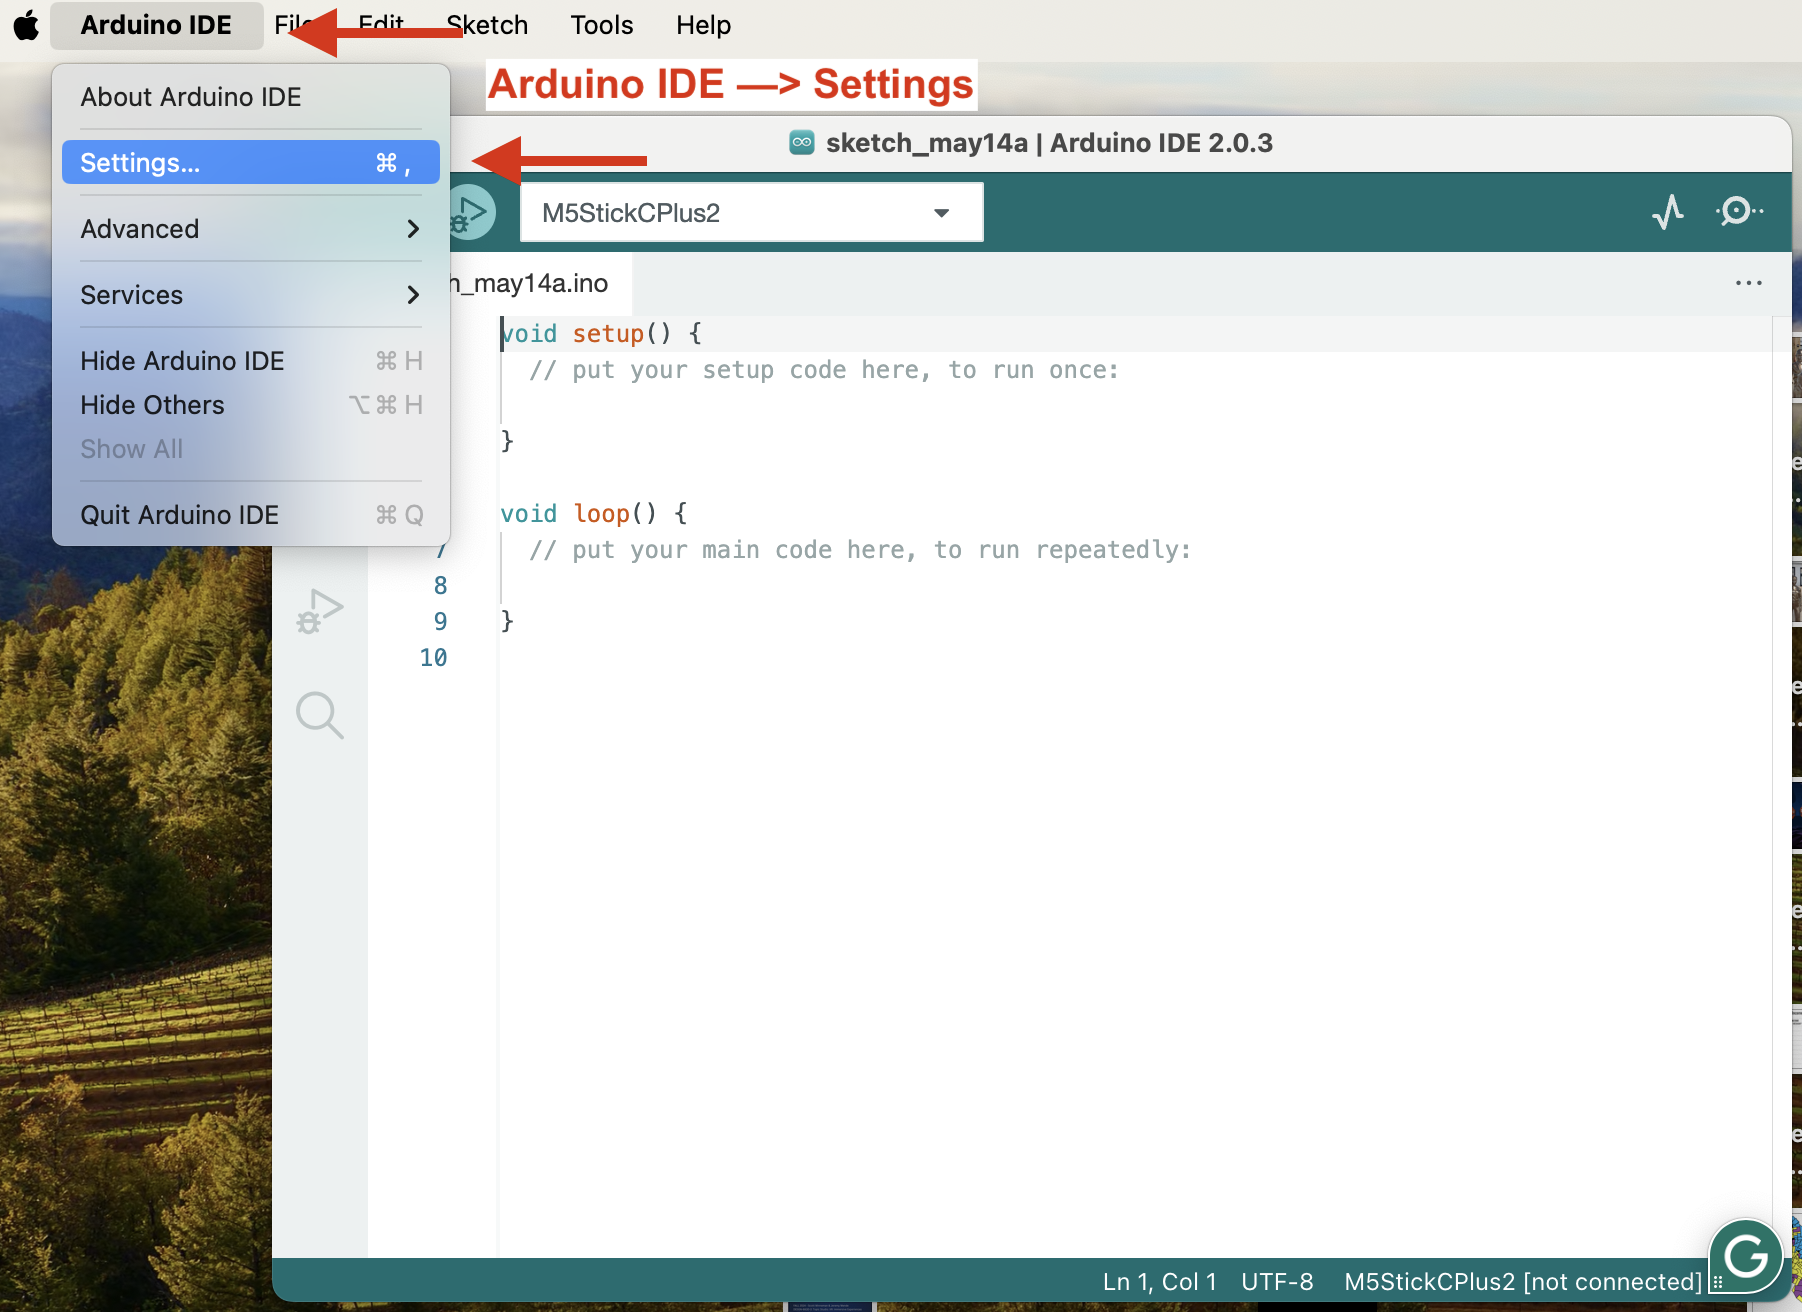 Arduino IDE File Edit Sketch Tools Help
Arduino IDE —> Settings
About Arduino IDE
Settings... ⌘ ,
Advanced
Services
Hide Arduino IDE ⌘ H
Hide Others ⌥ ⌘ H
Show All
Quit Arduino IDE ⌘ Q
sketch_may14a | Arduino IDE 2.0.3
M5StickCPlus2
h_may14a.ino
void setup() {
// put your setup code here, to run once:
}
void loop() {
7 // put your main code here, to run repeatedly:
8
9 }
10
Ln 1, Col 1 UTF-8 M5StickCPlus2 [not connected]